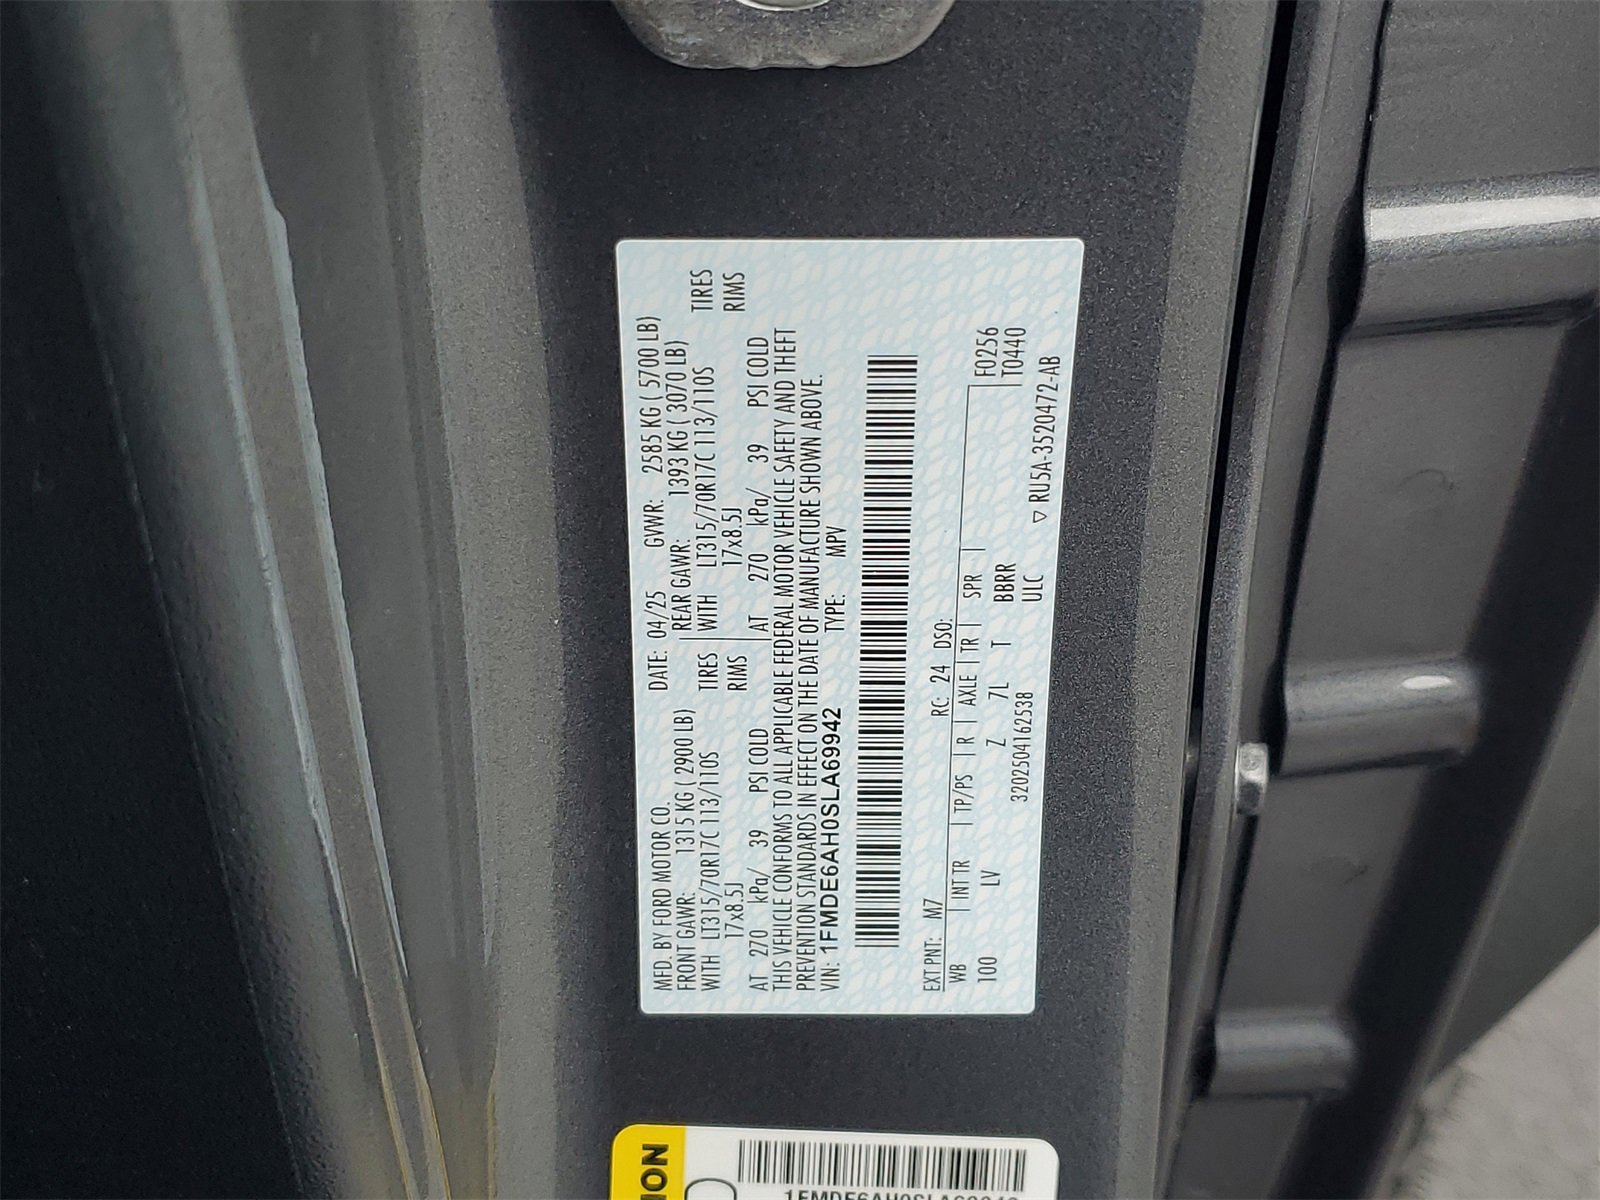 MFD. BY FORD MOTOR CO. DATE: 04/25 GVWR: 2585 KG ( 5700 LB)
FRONT GAWR: 1315 KG ( 2900 LB) REAR GAWR: 1393 KG ( 3070 LB)
WITH LT315/70R17C 113/110S TIRES WITH LT315/70R17C 113/110S TIRES
17x8.5J RIMS 17x8.5J RIMS
AT 270 kPa/ 39 PSI COLD AT 270 kPa/ 39 PSI COLD
THIS VEHICLE CONFORMS TO ALL APPLICABLE FEDERAL MOTOR VEHICLE SAFETY AND THEFT
PREVENTION STANDARDS IN EFFECT ON THE DATE OF MANUFACTURE SHOWN ABOVE.
VIN: 1FMDE6AH0SLA69942 TYPE: MPV
EXT PNT: M7 RC: 24 DSO: F0256
WB | INT TR | TP/PS | R | AXLE | TR | SPR | T0440
100 LV Z 7L T BBRR
320250416253​8 ULC
▽ RU5A-3520472-AB